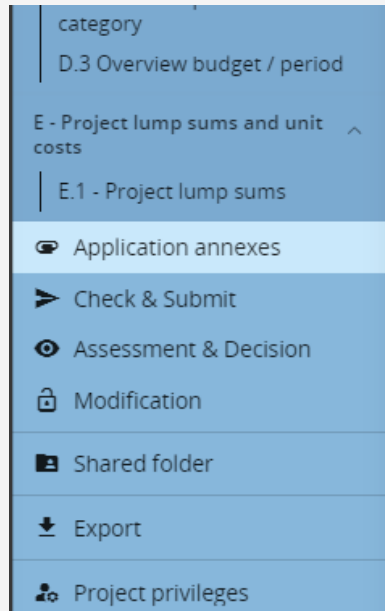 category
D.3 Overview budget / period
E - Project lump sums and unit
costs
E.1 - Project lump sums
Application annexes
Check & Submit
Assessment & Decision
Modification
Shared folder
Export
Project privileges